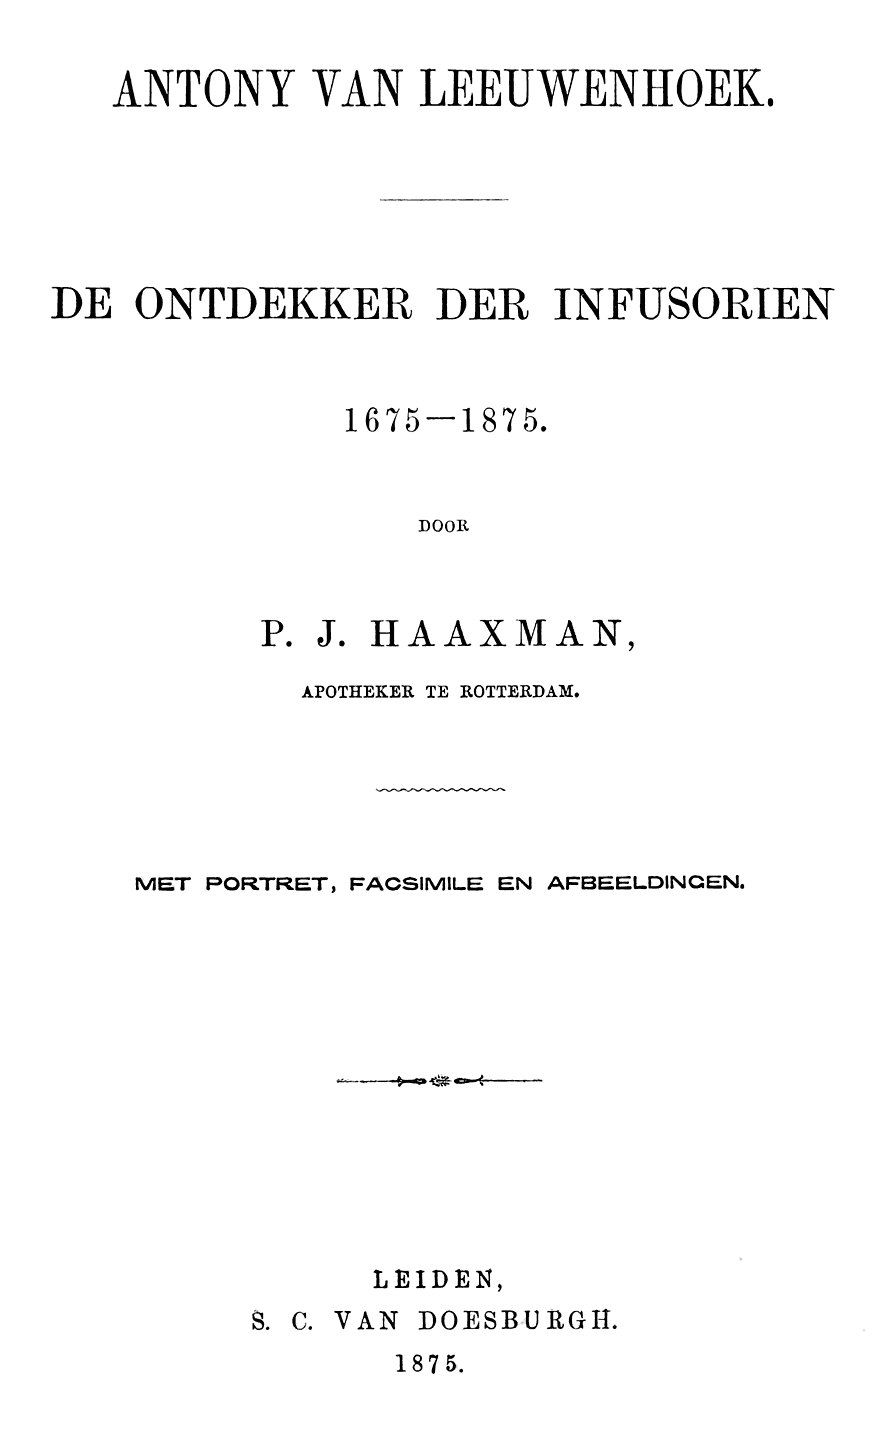 ANTONY VAN LEEUWENHOEK.
DE ONTDEKKER DER INFUSORIEN
1675—1875.
DOOR
P. J. HAAXMAN,
APOTHEKER TE ROTTERDAM.
MET PORTRET, FACSIMILE EN AFBEELDINGEN.
LEIDEN,
S. C. VAN DOESBURGH.
1875.